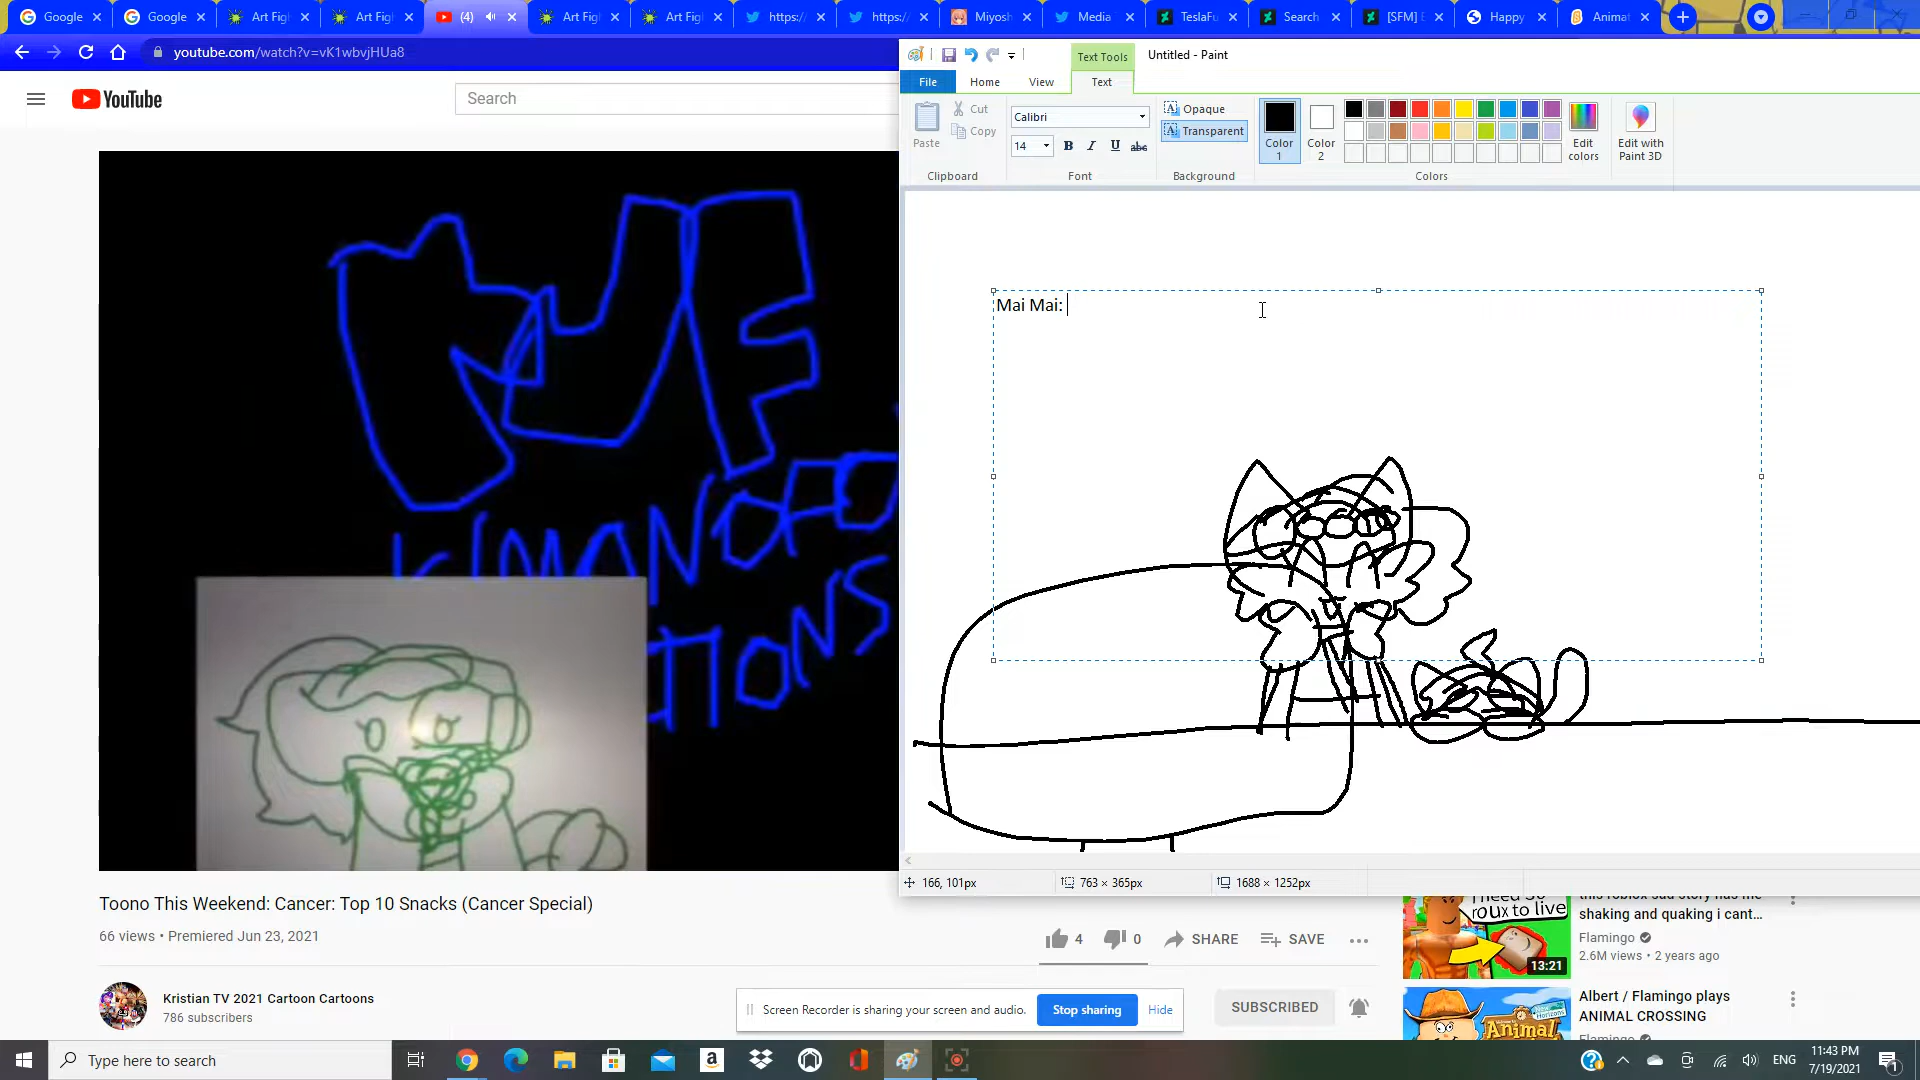 Google
Google
Art Figh
Art Figh
(4)
Art Figh
Art Figh
https:/
https:/
Miyosh
Media
TeslaFu
Search
[SFM] E
Happy
Animat
youtube.com/watch?v=vK1wbvjHUa8
YouTube
Search
Untitled - Paint
Text Tools
File
Home
View
Text
Paste
Cut
Copy
Clipboard
Calibri
14
B I U abc
Font
Opaque
Transparent
Background
Color 1
Color 2
Edit colors
Colors
Edit with Paint 3D
Mai Mai:
166, 101px
763 × 365px
1688 × 1252px
Toono This Weekend: Cancer: Top 10 Snacks (Cancer Special)
66 views • Premiered Jun 23, 2021
4
0
SHARE
SAVE
Kristian TV 2021 Cartoon Cartoons
786 subscribers
SUBSCRIBED
Screen Recorder is sharing your screen and audio.
Stop sharing
Hide
roux to live
13:21
shaking and quaking i cant...
Flamingo
2.6M views • 2 years ago
Animal
Albert / Flamingo plays
ANIMAL CROSSING
Type here to search
ENG
11:43 PM
7/19/2021
1